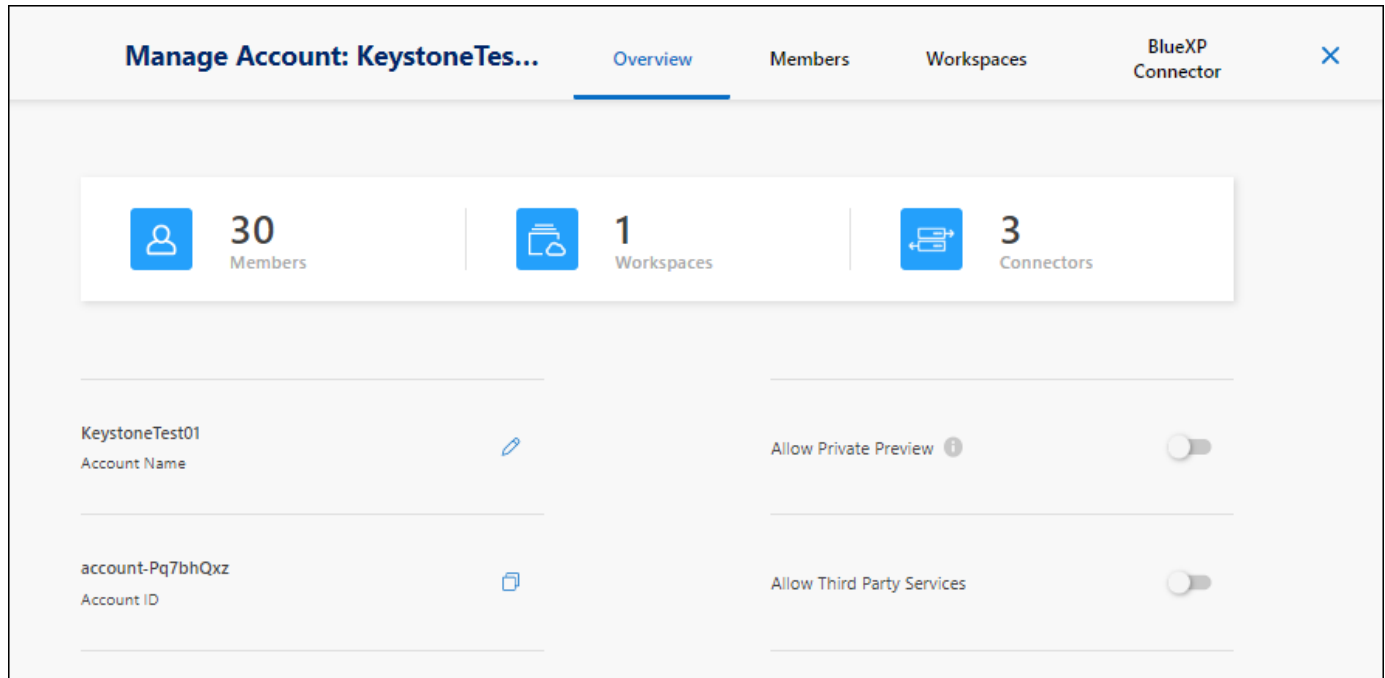 Manage Account: KeystoneTes...
Overview
Members
Workspaces
BlueXP
Connector
30
Members
1
Workspaces
3
Connectors
KeystoneTest01
Account Name
Allow Private Preview
account-Pq7bhQxz
Account ID
Allow Third Party Services